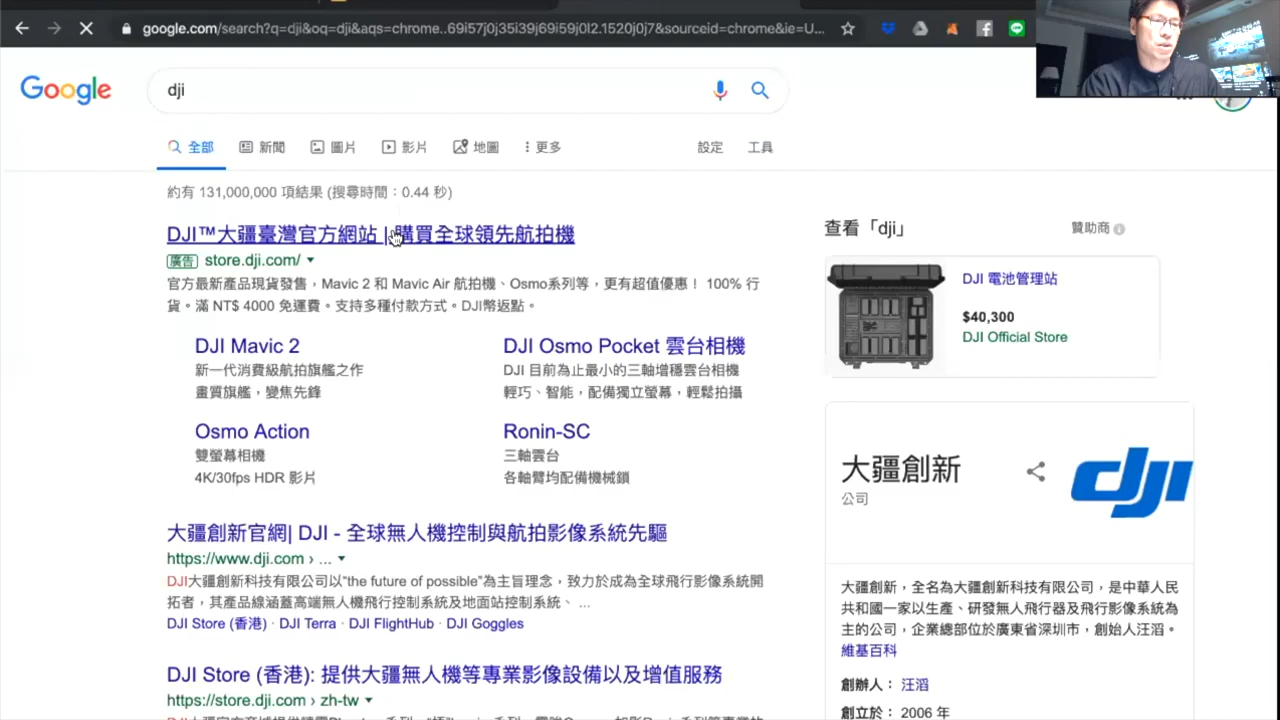 google.com/search?q=dji&oq=dji&aqs=chrome..69i57j0j35i39j69i59j0l2.1520j0j7&sourceid=chrome&ie=U...
Google
dji
全部
新聞
圖片
影片
地圖
更多
設定
工具
約有 131,000,000 項結果 (搜尋時間:0.44 秒)
DJI™大疆臺灣官方網站 | 購買全球領先航拍機
廣告 store.dji.com/
官方最新產品現貨發售,Mavic 2 和 Mavic Air 航拍機、Osmo系列等,更有超值優惠! 100% 行
貨。滿 NT$ 4000 免運費。支持多種付款方式。DJI幣返點。
DJI Mavic 2
新一代消費級航拍旗艦之作
畫質旗艦,變焦先鋒
DJI Osmo Pocket 雲台相機
DJI 目前為止最小的三軸增穩雲台相機
輕巧、智能,配備獨立螢幕,輕鬆拍攝
Osmo Action
雙螢幕相機
4K/30fps HDR 影片
Ronin-SC
三軸雲台
各軸臂均配備機械鎖
大疆創新官網| DJI - 全球無人機控制與航拍影像系統先驅
https://www.dji.com › ...
DJI大疆創新科技有限公司以“the future of possible”為主旨理念,致力於成為全球飛行影像系統開
拓者,其產品線涵蓋高端無人機飛行控制系統及地面站控制系統、 ...
DJI Store (香港) · DJI Terra · DJI FlightHub · DJI Goggles
DJI Store (香港): 提供大疆無人機等專業影像設備以及增值服務
https://store.dji.com › zh-tw
查看「dji」
贊助商
DJI 電池管理站
$40,300
DJI Official Store
大疆創新
公司
dji
大疆創新,全名為大疆創新科技有限公司,是中華人民
共和國一家以生產、研發無人飛行器及飛行影像系統為
主的公司,企業總部位於廣東省深圳市,創始人汪滔。
維基百科
創辦人: 汪滔
創立於: 2006 年